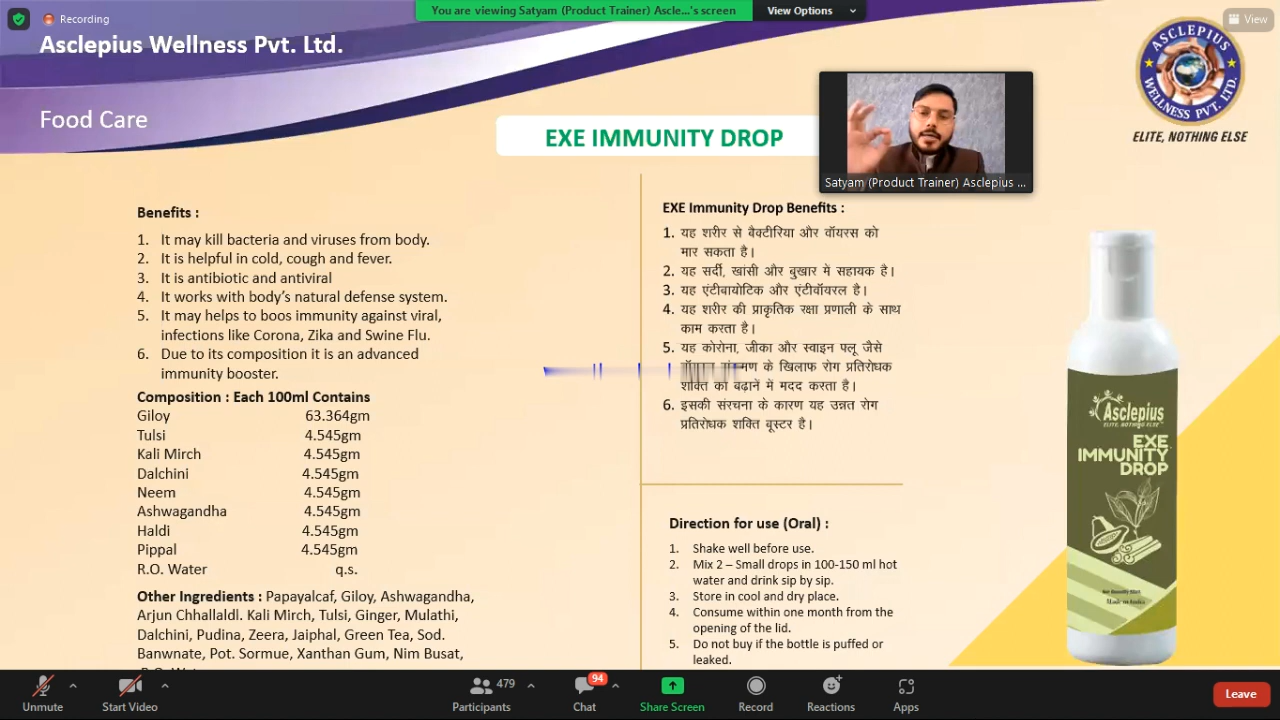 Recording
You are viewing Satyam (Product Trainer) Ascle...'s screen
View Options
View
Asclepius Wellness Pvt. Ltd.
Food Care
EXE IMMUNITY DROP
Satyam (Product Trainer) Asclepius ...
ASCLEPIUS
WELLNESS PVT. LTD.
ELITE, NOTHING ELSE
Benefits :
1. It may kill bacteria and viruses from body.
2. It is helpful in cold, cough and fever.
3. It is antibiotic and antiviral
4. It works with body's natural defense system.
5. It may helps to boos immunity against viral,
infections like Corona, Zika and Swine Flu.
6. Due to its composition it is an advanced
immunity booster.
Composition : Each 100ml Contains
Giloy 63.364gm
Tulsi 4.545gm
Kali Mirch 4.545gm
Dalchini 4.545gm
Neem 4.545gm
Ashwagandha 4.545gm
Haldi 4.545gm
Pippal 4.545gm
R.O. Water q.s.
Other Ingredients : Papayalcaf, Giloy, Ashwagandha,
Arjun Chhallaldl. Kali Mirch, Tulsi, Ginger, Mulathi,
Dalchini, Pudina, Zeera, Jaiphal, Green Tea, Sod.
Banwnate, Pot. Sormue, Xanthan Gum, Nim Busat,
EXE Immunity Drop Benefits :
1. यह शरीर से बैक्टीरिया और वॉयरस को
मार सकता है।
2. यह सर्दी, खांसी और बुखार में सहायक है।
3. यह एंटीबायोटिक और एंटीवॉयरल है।
4. यह शरीर की प्राकृतिक रक्षा प्रणाली के साथ
काम करता है।
5. यह कोरोना, जीका और स्वाइन फ्लू जैसे
के खिलाफ रोग प्रतिरोधक
शक्ति को बढ़ानें में मदद करता है।
6. इसकी संरचना के कारण यह उन्नत रोग
प्रतिरोधक शक्ति बूस्टर है।
Direction for use (Oral) :
1. Shake well before use.
2. Mix 2 – Small drops in 100-150 ml hot
water and drink sip by sip.
3. Store in cool and dry place.
4. Consume within one month from the
opening of the lid.
5. Do not buy if the bottle is puffed or
leaked.
Asclepius
ELITE, NOTHING ELSE
EXE
IMMUNITY
DROP
Unmute
Start Video
479
Participants
94
Chat
Share Screen
Record
Reactions
Apps
Leave